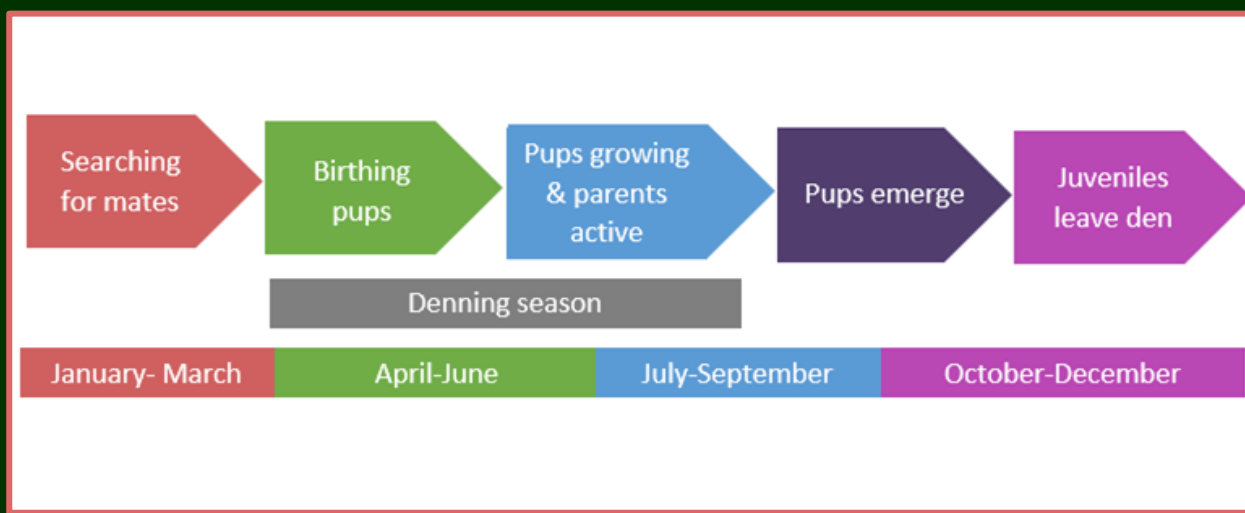 Searching
for mates
Birthing
pups
Pups growing
& parents
active
Pups emerge
Juveniles
leave den
Denning season
January- March
April-June
July-September
October-December